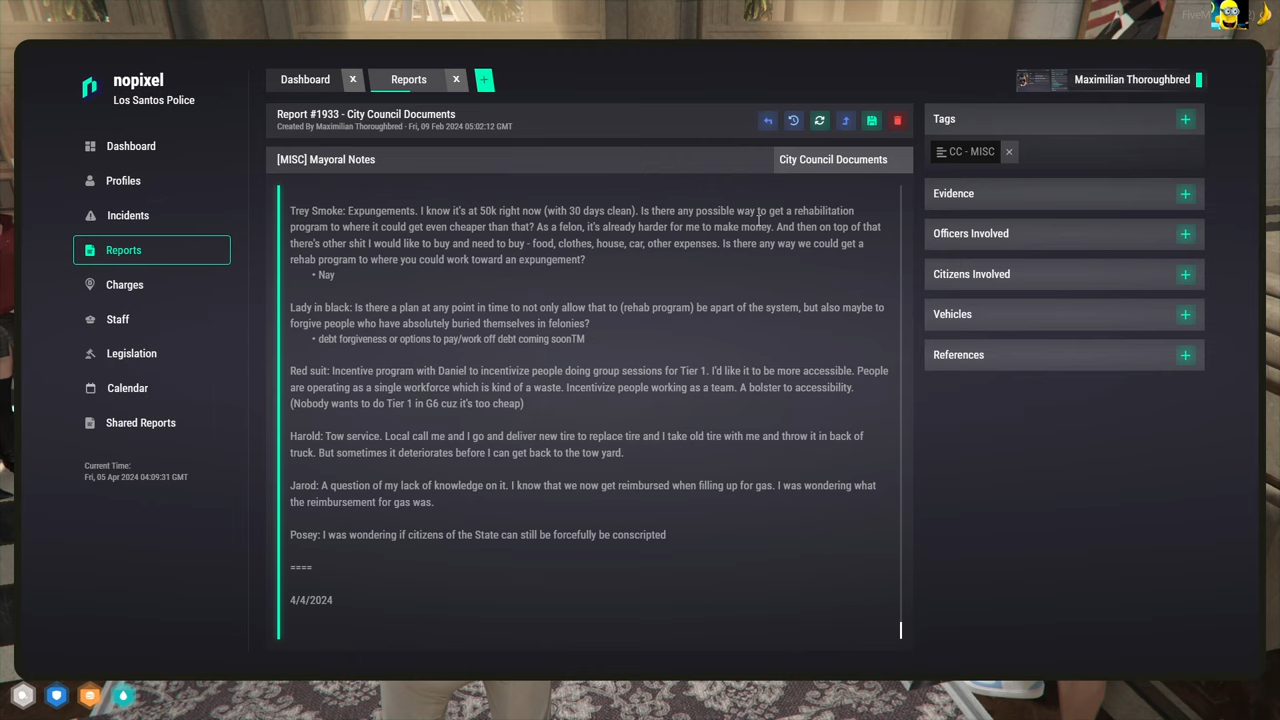 FiveM
nopixel
Los Santos Police
Dashboard
Profiles
Incidents
Reports
Charges
Staff
Legislation
Calendar
Shared Reports
Current Time:
Fri, 05 Apr 2024 04:09:31 GMT
Dashboard x Reports x +
Maximilian Thoroughbred
Report #1933 - City Council Documents
Created By Maximilian Thoroughbred · Fri, 09 Feb 2024 05:02:12 GMT
[MISC] Mayoral Notes
City Council Documents
Trey Smoke: Expungements. I know it's at 50k right now (with 30 days clean). Is there any possible way to get a rehabilitation
program to where it could get even cheaper than that? As a felon, it's already harder for me to make money. And then on top of that
there's other shit I would like to buy and need to buy - food, clothes, house, car, other expenses. Is there any way we could get a
rehab program to where you could work toward an expungement?
• Nay
Lady in black: Is there a plan at any point in time to not only allow that to (rehab program) be apart of the system, but also maybe to
forgive people who have absolutely buried themselves in felonies?
• debt forgiveness or options to pay/work off debt coming soonTM
Red suit: Incentive program with Daniel to incentivize people doing group sessions for Tier 1. I'd like it to be more accessible. People
are operating as a single workforce which is kind of a waste. Incentivize people working as a team. A bolster to accessibility.
(Nobody wants to do Tier 1 in G6 cuz it's too cheap)
Harold: Tow service. Local call me and I go and deliver new tire to replace tire and I take old tire with me and throw it in back of
truck. But sometimes it deteriorates before I can get back to the tow yard.
Jarod: A question of my lack of knowledge on it. I know that we now get reimbursed when filling up for gas. I was wondering what
the reimbursement for gas was.
Posey: I was wondering if citizens of the State can still be forcefully be conscripted
====
4/4/2024
Tags
CC - MISC x
Evidence
Officers Involved
Citizens Involved
Vehicles
References